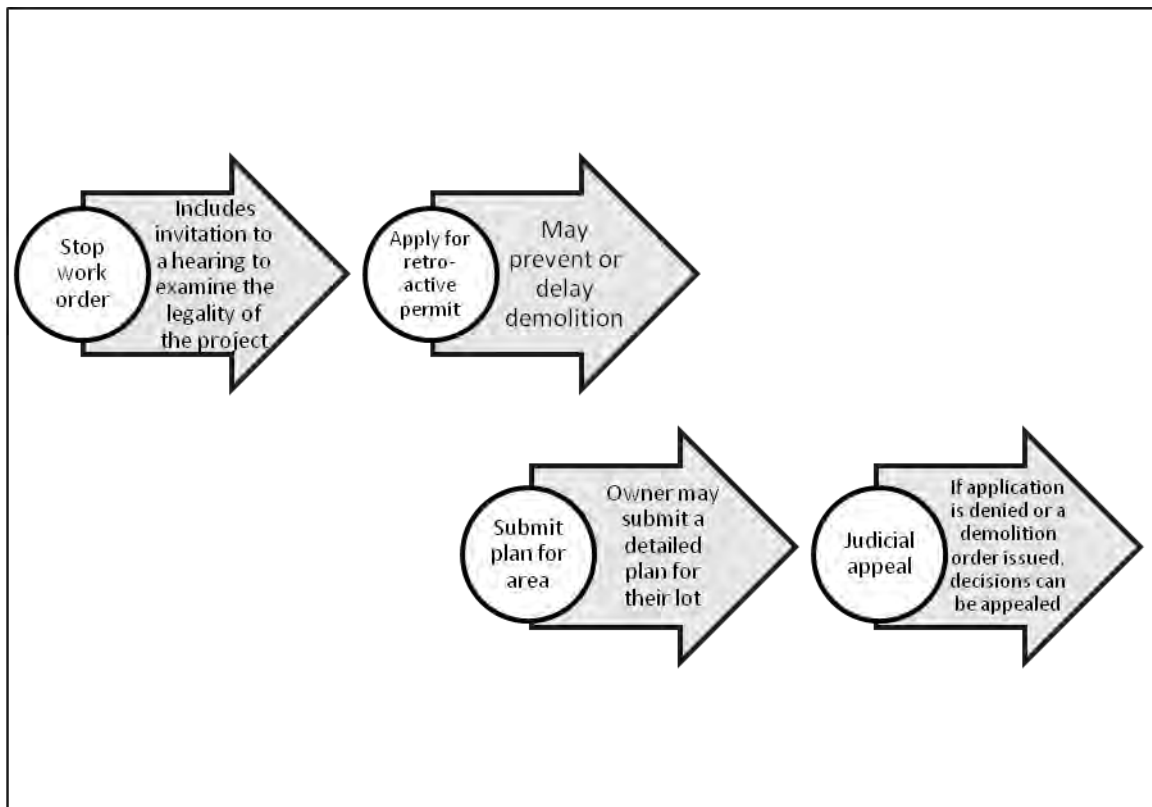 Stop
work
order
Includes
invitation to
a hearing to
examine the
legality of
the project
Apply for
retro-
active
permit
May
prevent or
delay
demolition
Submit
plan for
area
Owner may
submit a
detailed
plan for
their lot
Judicial
appeal
If application
is denied or a
demolition
order issued,
decisions can
be appealed